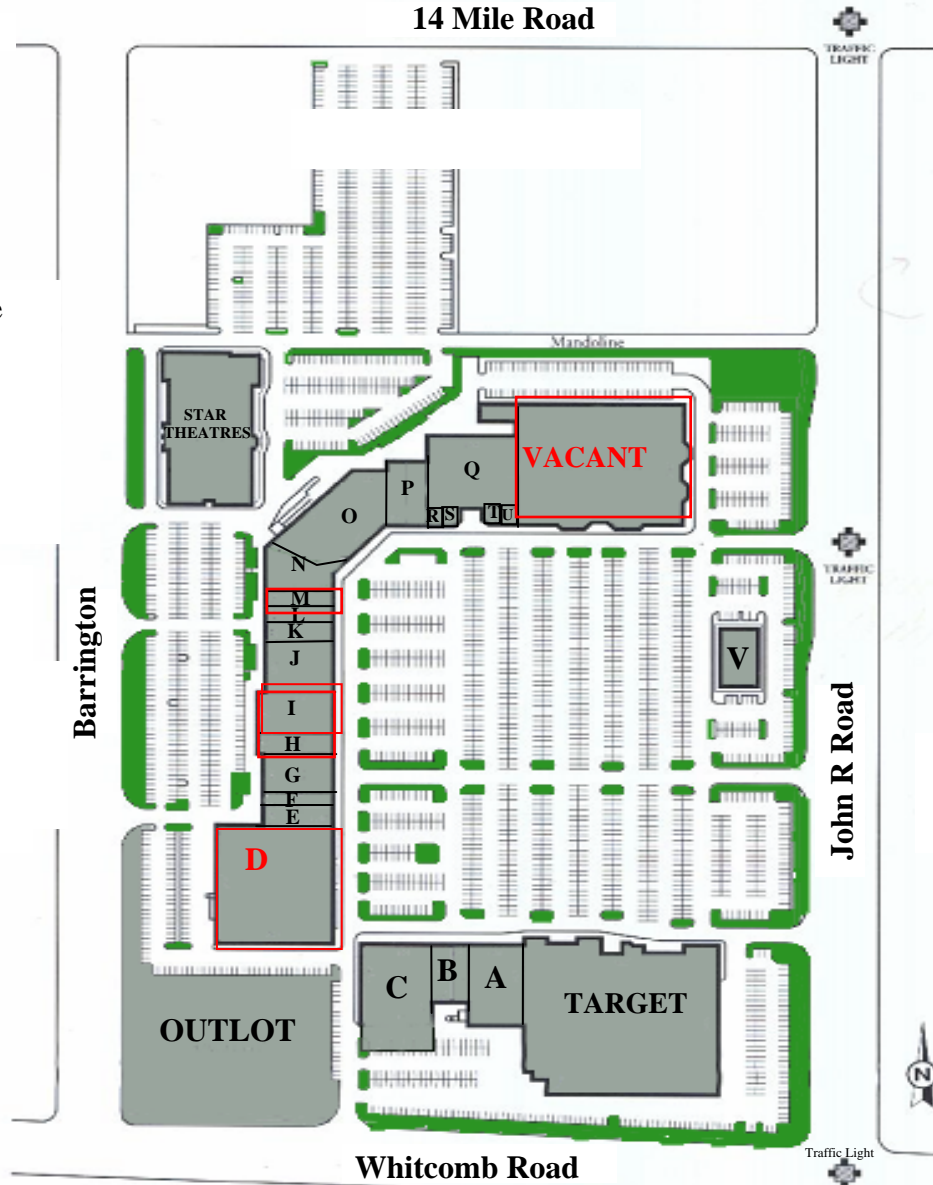 14 Mile Road
TRAFFIC
LIGHT
e
Mandoline
STAR
THEATRES
VACANT
Q
P
O
R
S
T
U
N
TRAFFIC
LIGHT
M
L
K
J
Barrington
V
I
H
John R Road
G
F
E
D
C
B
A
TARGET
OUTLOT
N
Traffic Light
Whitcomb Road